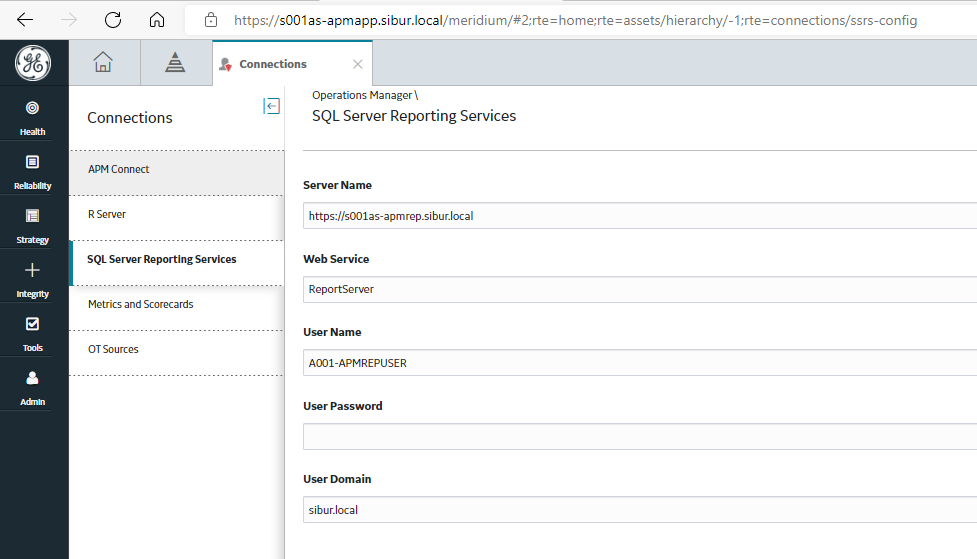 https://s001as-apmapp.sibur.local/meridium/#2;rte=home;rte=assets/hierarchy/-1;rte=connections/ssrs-config
Connections
Health
Reliability
Strategy
Integrity
Tools
Admin
Connections
APM Connect
R Server
SQL Server Reporting Services
Metrics and Scorecards
OT Sources
Operations Manager\
SQL Server Reporting Services
Server Name
https://s001as-apmrep.sibur.local
Web Service
ReportServer
User Name
A001-APMREPUSER
User Password
User Domain
sibur.local